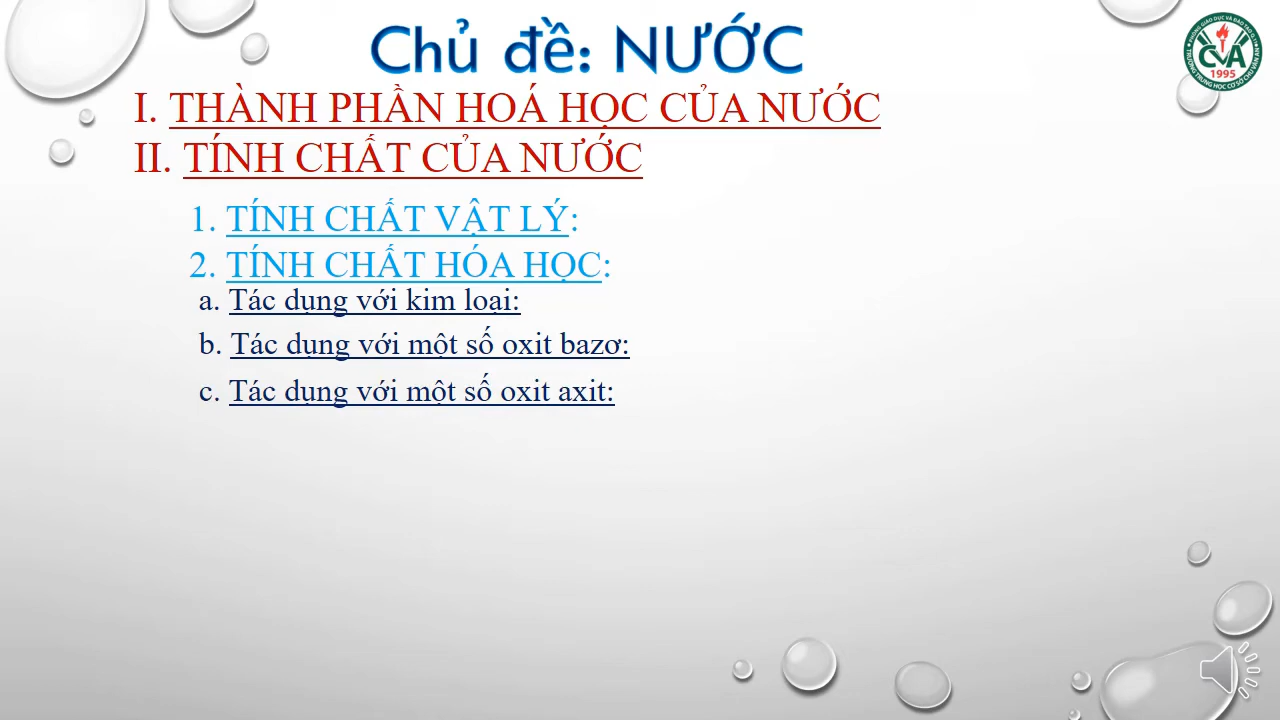 Chủ đề: NƯỚC
I. THÀNH PHẦN HOÁ HỌC CỦA NƯỚC
II. TÍNH CHẤT CỦA NƯỚC
1. TÍNH CHẤT VẬT LÝ:
2. TÍNH CHẤT HÓA HỌC:
a. Tác dụng với kim loại:
b. Tác dụng với một số oxit bazơ:
c. Tác dụng với một số oxit axit:
CVA
1995